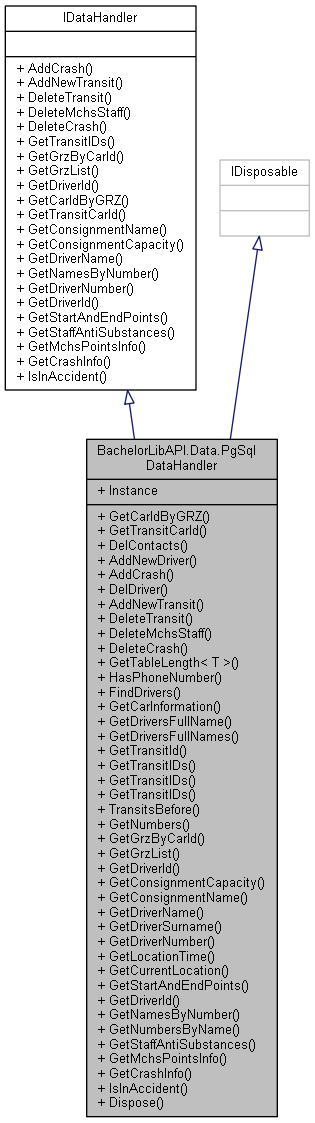 IDataHandler
+ AddCrash()
+ AddNewTransit()
+ DeleteTransit()
+ DeleteMchsStaff()
+ DeleteCrash()
+ GetTransitIDs()
+ GetGrzByCarId()
+ GetGrzList()
+ GetDriverId()
+ GetCarIdByGRZ()
+ GetTransitCarId()
+ GetConsignmentName()
+ GetConsignmentCapacity()
+ GetDriverName()
+ GetNamesByNumber()
+ GetDriverNumber()
+ GetDriverId()
+ GetStartAndEndPoints()
+ GetStaffAntiSubstances()
+ GetMchsPointsInfo()
+ GetCrashInfo()
+ IsInAccident()
IDisposable
BachelorLibAPI.Data.PgSql
DataHandler
+ Instance
+ GetCarIdByGRZ()
+ GetTransitCarId()
+ DelContacts()
+ AddNewDriver()
+ AddCrash()
+ DelDriver()
+ AddNewTransit()
+ DeleteTransit()
+ DeleteMchsStaff()
+ DeleteCrash()
+ GetTableLength< T >()
+ HasPhoneNumber()
+ FindDrivers()
+ GetCarInformation()
+ GetDriversFullName()
+ GetDriversFullNames()
+ GetTransitId()
+ GetTransitIDs()
+ GetTransitIDs()
+ GetTransitIDs()
+ TransitsBefore()
+ GetNumbers()
+ GetGrzByCarId()
+ GetGrzList()
+ GetDriverId()
+ GetConsignmentCapacity()
+ GetConsignmentName()
+ GetDriverName()
+ GetDriverSurname()
+ GetDriverNumber()
+ GetLocationTime()
+ GetCurrentLocation()
+ GetStartAndEndPoints()
+ GetDriverId()
+ GetNamesByNumber()
+ GetNumbersByName()
+ GetStaffAntiSubstances()
+ GetMchsPointsInfo()
+ GetCrashInfo()
+ IsInAccident()
+ Dispose()